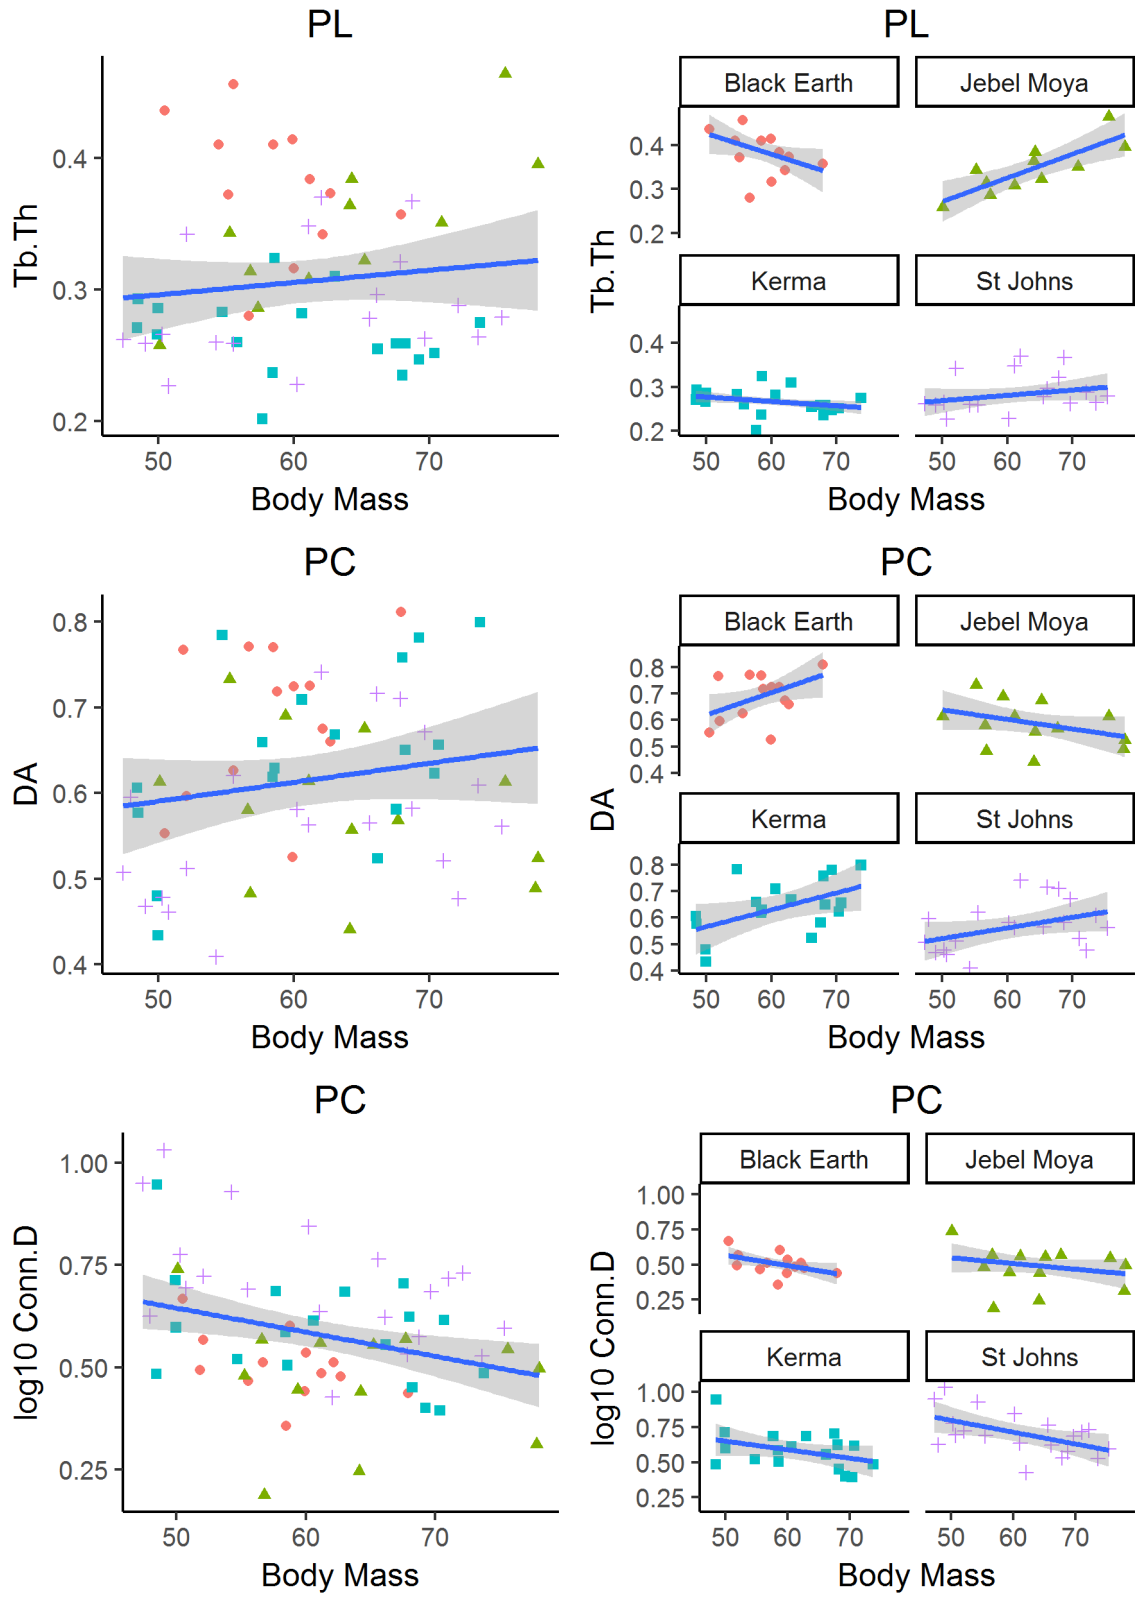 PL
Tb.Th
0.4
0.3
0.2
50 60 70
Body Mass
PL
Black Earth Jebel Moya
Tb.Th
0.4
0.3
0.2
Kerma St Johns
0.4
0.3
0.2
50 60 70 50 60 70
Body Mass
PC
DA
0.8
0.7
0.6
0.5
0.4
50 60 70
Body Mass
PC
Black Earth Jebel Moya
DA
0.8
0.7
0.6
0.5
0.4
Kerma St Johns
0.8
0.7
0.6
0.5
0.4
50 60 70 50 60 70
Body Mass
PC
log10 Conn.D
1.00
0.75
0.50
0.25
50 60 70
Body Mass
PC
Black Earth Jebel Moya
log10 Conn.D
1.00
0.75
0.50
0.25
Kerma St Johns
1.00
0.75
0.50
0.25
50 60 70 50 60 70
Body Mass